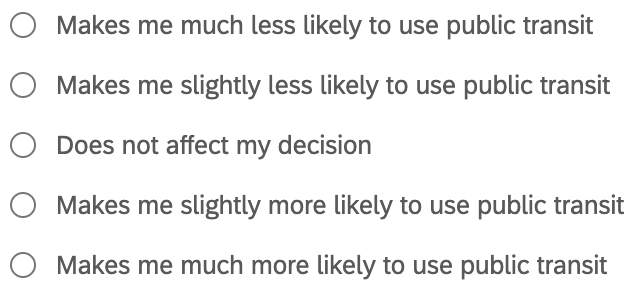 Makes me much less likely to use public transit
Makes me slightly less likely to use public transit
Does not affect my decision
Makes me slightly more likely to use public transit
Makes me much more likely to use public transit